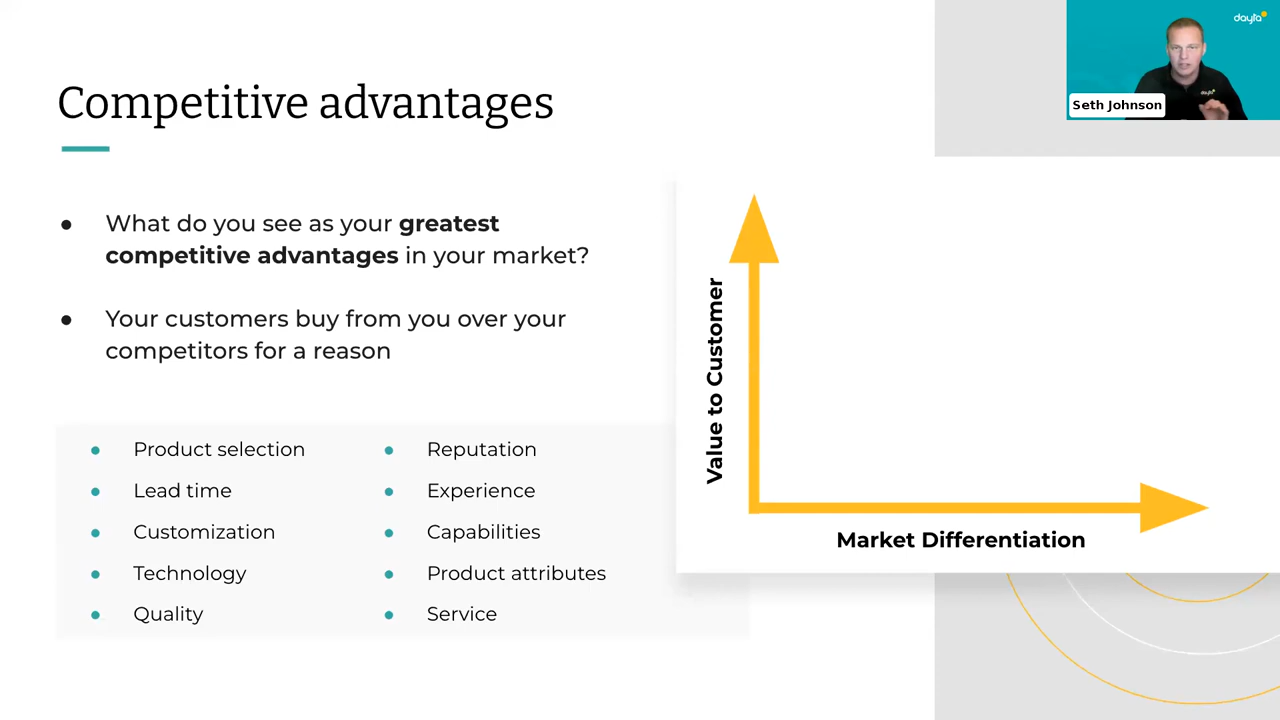 dayta
Seth Johnson
Competitive advantages
● What do you see as your greatest
competitive advantages in your market?
● Your customers buy from you over your
competitors for a reason
● Product selection
● Lead time
● Customization
● Technology
● Quality
● Reputation
● Experience
● Capabilities
● Product attributes
● Service
Value to Customer
Market Differentiation